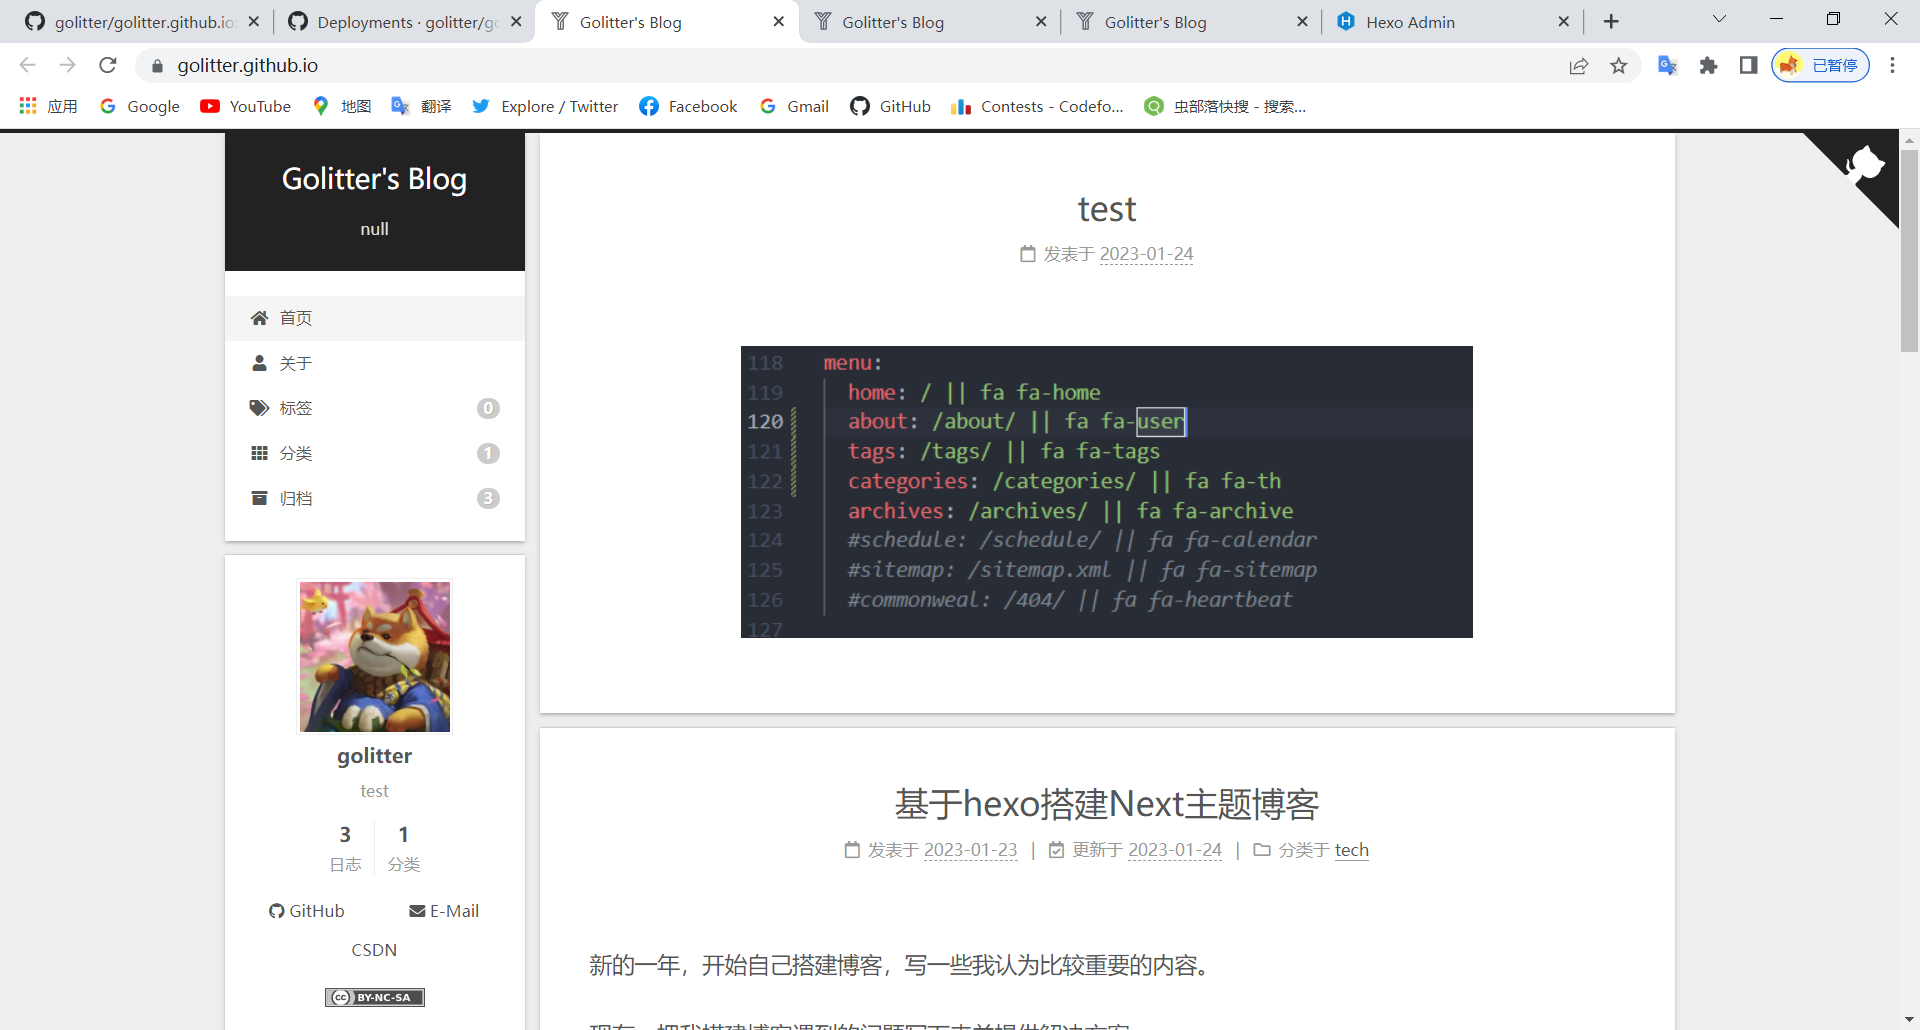 golitter/golitter.github.io
Deployments · golitter/go
Golitter's Blog
Golitter's Blog
Golitter's Blog
Hexo Admin
golitter.github.io
已暂停
应用
Google
YouTube
地图
翻译
Explore / Twitter
Facebook
Gmail
GitHub
Contests - Codefo...
虫部落快搜 - 搜索...
Golitter's Blog
null
首页
关于
标签 0
分类 1
归档 3
golitter
test
3 1
日志 分类
GitHub E-Mail
CSDN
cc BY-NC-SA
test
发表于 2023-01-24
118 menu:
119 home: / || fa fa-home
120 about: /about/ || fa fa-user
121 tags: /tags/ || fa fa-tags
122 categories: /categories/ || fa fa-th
123 archives: /archives/ || fa fa-archive
124 #schedule: /schedule/ || fa fa-calendar
125 #sitemap: /sitemap.xml || fa fa-sitemap
126 #commonweal: /404/ || fa fa-heartbeat
127
基于hexo搭建Next主题博客
发表于 2023-01-23 | 更新于 2023-01-24 | 分类于 tech
新的一年，开始自己搭建博客，写一些我认为比较重要的内容。